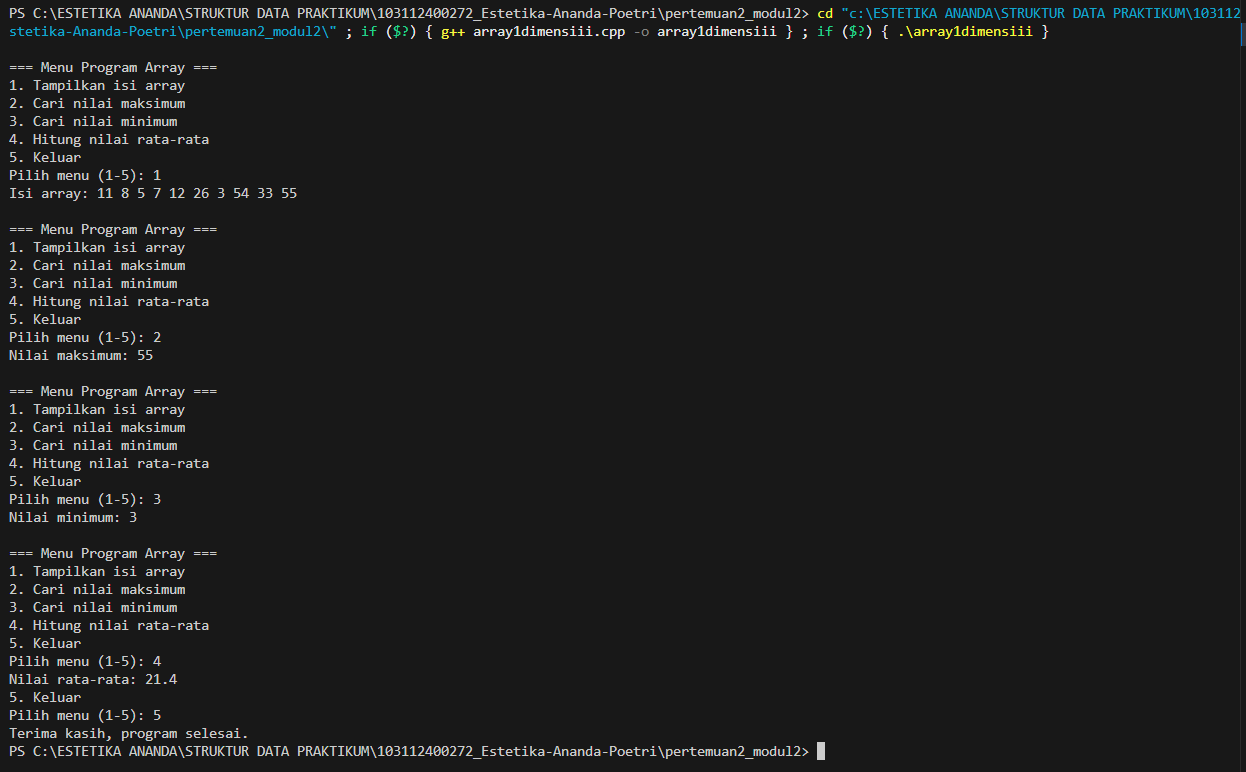 PS C:\ESTETIKA ANANDA\STRUKTUR DATA PRAKTIKUM\103112400272_Estetika-Ananda-Poetri\pertemuan2_modul2> cd "c:\ESTETIKA ANANDA\STRUKTUR DATA PRAKTIKUM\103112
stetika-Ananda-Poetri\pertemuan2_modul2\" ; if ($?) { g++ array1dimensiii.cpp -o array1dimensiii } ; if ($?) { .\array1dimensiii }
=== Menu Program Array ===
1. Tampilkan isi array
2. Cari nilai maksimum
3. Cari nilai minimum
4. Hitung nilai rata-rata
5. Keluar
Pilih menu (1-5): 1
Isi array: 11 8 5 7 12 26 3 54 33 55
=== Menu Program Array ===
1. Tampilkan isi array
2. Cari nilai maksimum
3. Cari nilai minimum
4. Hitung nilai rata-rata
5. Keluar
Pilih menu (1-5): 2
Nilai maksimum: 55
=== Menu Program Array ===
1. Tampilkan isi array
2. Cari nilai maksimum
3. Cari nilai minimum
4. Hitung nilai rata-rata
5. Keluar
Pilih menu (1-5): 3
Nilai minimum: 3
=== Menu Program Array ===
1. Tampilkan isi array
2. Cari nilai maksimum
3. Cari nilai minimum
4. Hitung nilai rata-rata
5. Keluar
Pilih menu (1-5): 4
Nilai rata-rata: 21.4
5. Keluar
Pilih menu (1-5): 5
Terima kasih, program selesai.
PS C:\ESTETIKA ANANDA\STRUKTUR DATA PRAKTIKUM\103112400272_Estetika-Ananda-Poetri\pertemuan2_modul2>